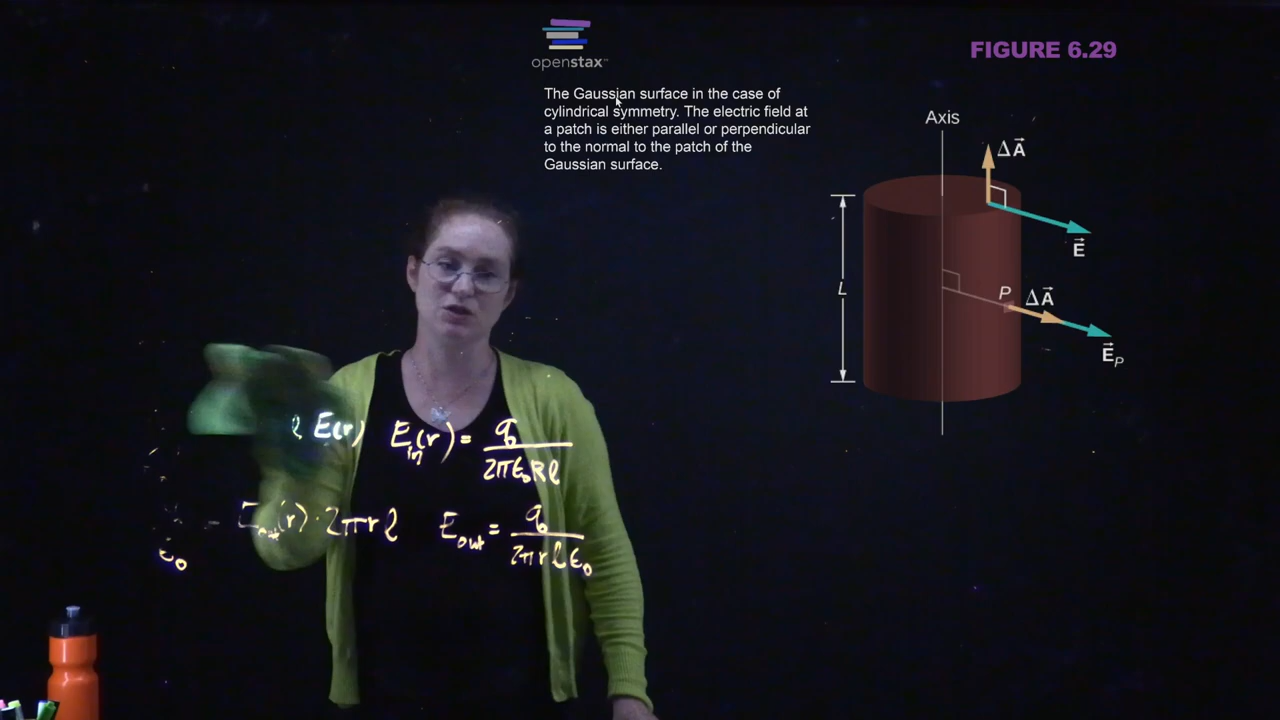 openstax™
FIGURE 6.29
The Gaussian surface in the case of
cylindrical symmetry. The electric field at
a patch is either parallel or perpendicular
to the normal to the patch of the
Gaussian surface.
Axis
ΔA⃗
E⃗
L
P
ΔA⃗
E⃗P
ℓ E(r) E_in(r) = q / 2πε₀Rℓ
E_out(r) · 2πrℓ E_out = q / 2πrℓε₀
ε₀